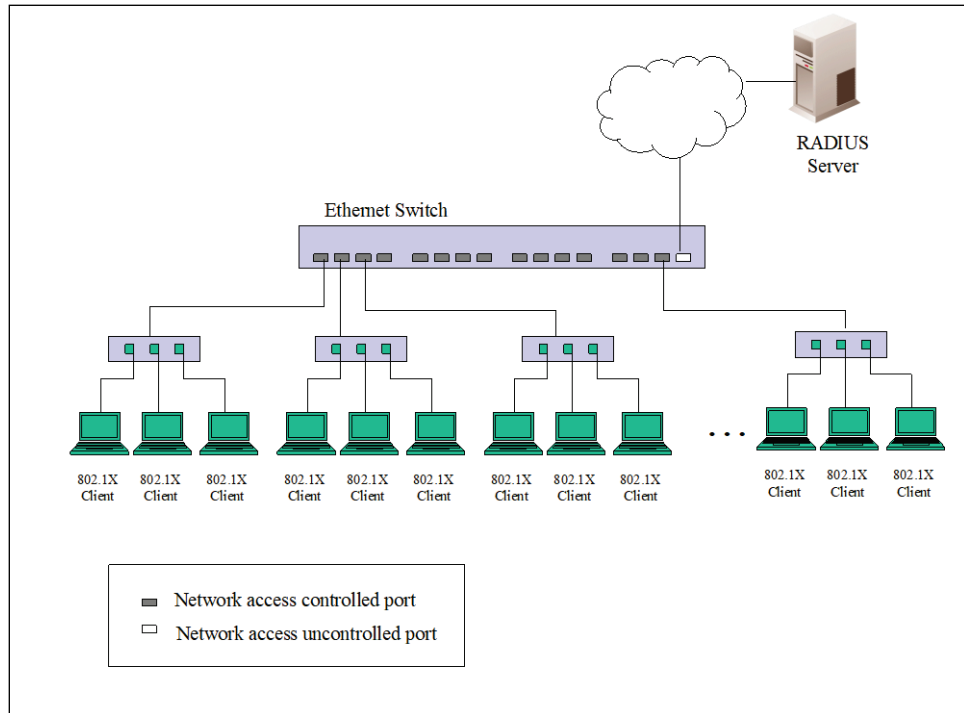 RADIUS
Server
Ethernet Switch
. . .
802.1X
Client
802.1X
Client
802.1X
Client
802.1X
Client
802.1X
Client
802.1X
Client
802.1X
Client
802.1X
Client
802.1X
Client
802.1X
Client
802.1X
Client
802.1X
Client
Network access controlled port
Network access uncontrolled port